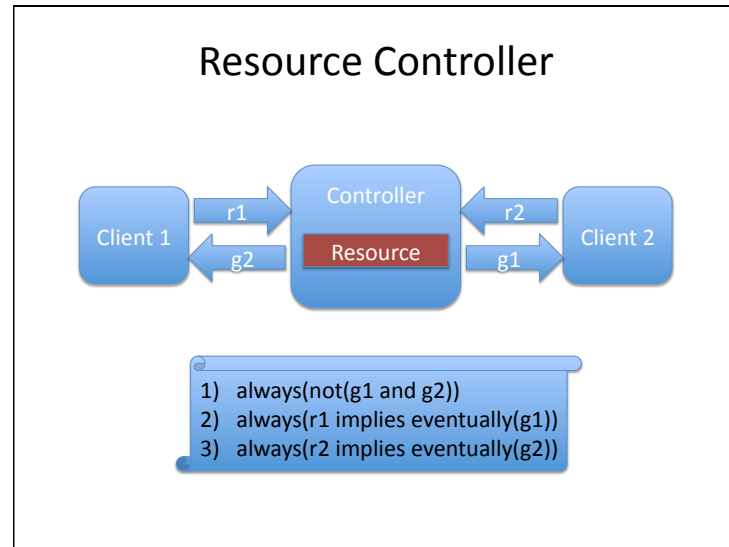 Resource Controller
Client 1
r1
g2
Controller
Resource
r2
g1
Client 2
1) always(not(g1 and g2))
2) always(r1 implies eventually(g1))
3) always(r2 implies eventually(g2))